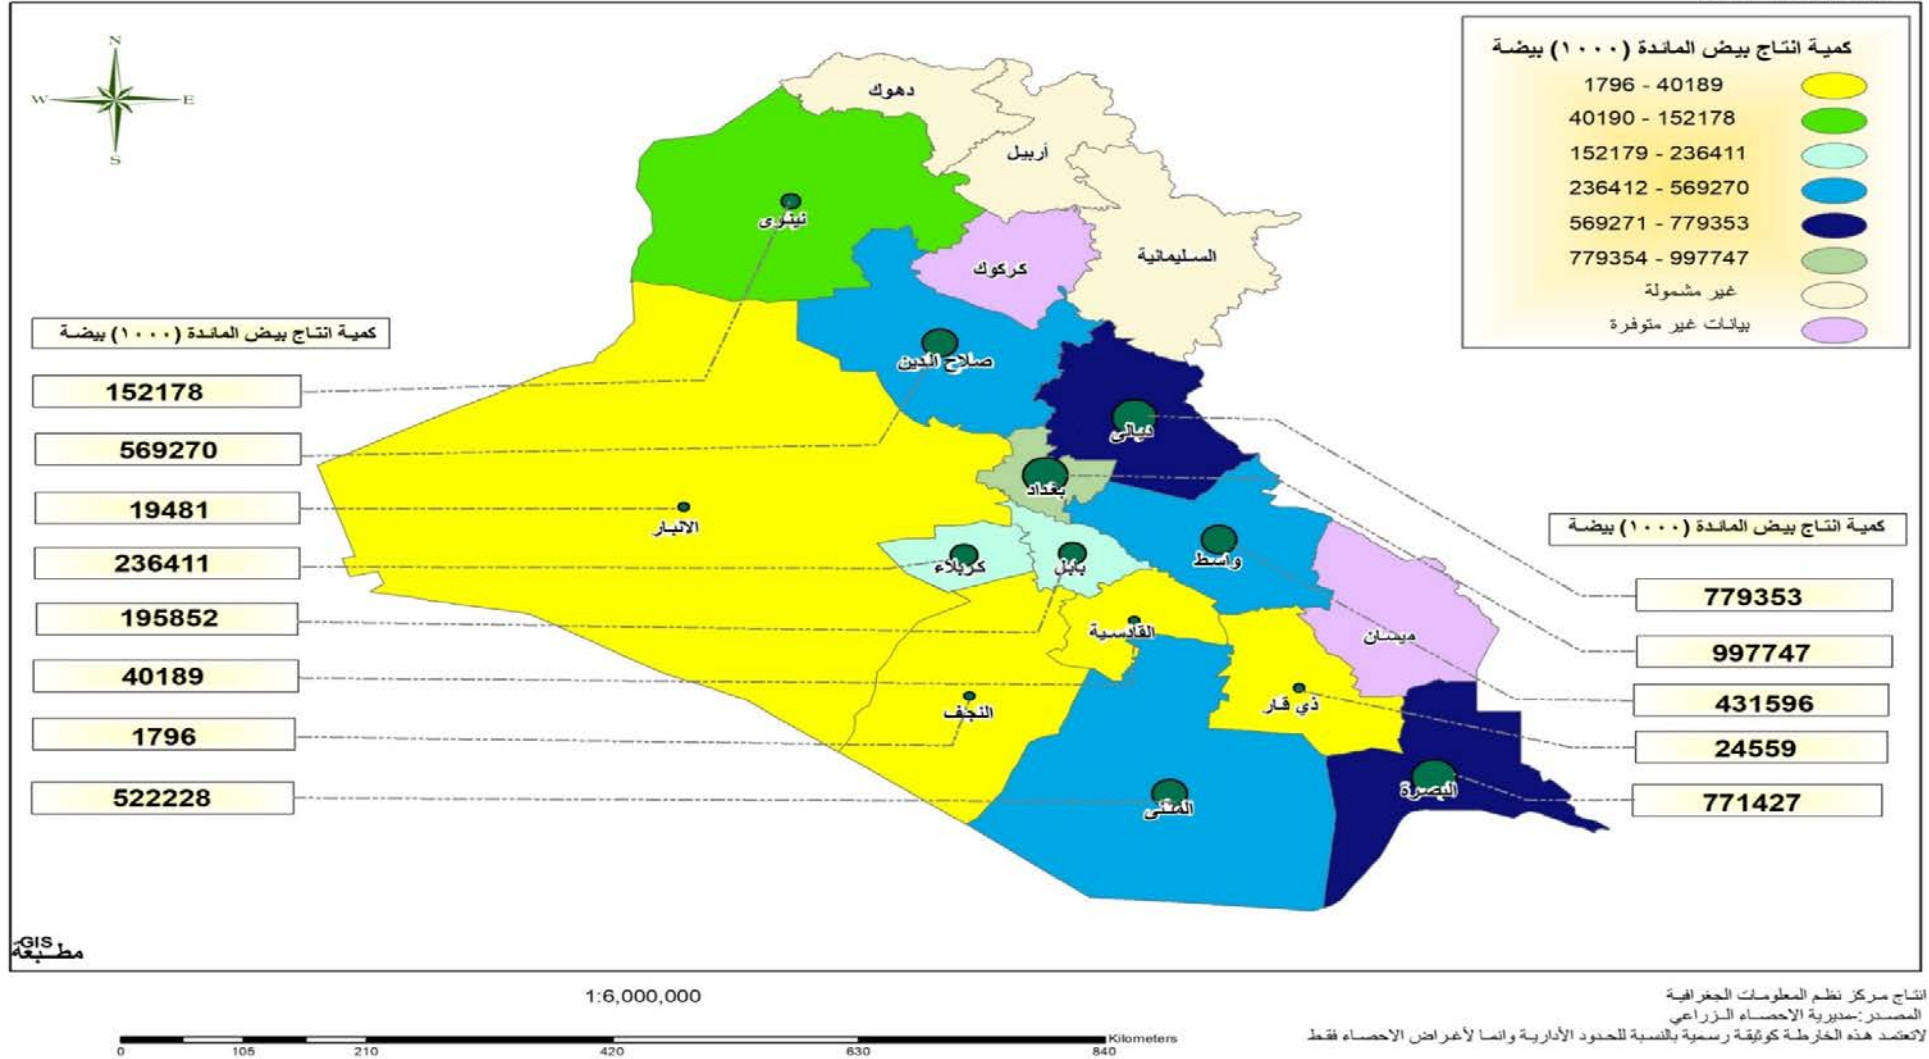 N
W
E
S
كمية انتاج بيض المائدة (١٠٠٠) بيضة
1796 - 40189
40190 - 152178
152179 - 236411
236412 - 569270
569271 - 779353
779354 - 997747
غير مشمولة
بيانات غير متوفرة
دهوك
أربيل
السليمانية
نينوى
كركوك
صلاح الدين
ديالى
بغداد
الانبار
كربلاء
بابل
واسط
القادسية
ميسان
النجف
ذي قار
المثنى
البصرة
كمية انتاج بيض المائدة (١٠٠٠) بيضة
152178
569270
19481
236411
195852
40189
1796
522228
كمية انتاج بيض المائدة (١٠٠٠) بيضة
779353
997747
431596
24559
771427
GIS
مطبعة
1:6,000,000
0 105 210 420 630 840
Kilometers
انتاج مركز نظم المعلومات الجغرافية
المصدر:-مديرية الاحصاء الزراعي
لاتعتمد هذه الخارطة كوثيقة رسمية بالنسبة للحدود الأدارية وانما لأغراض الاحصاء فقط